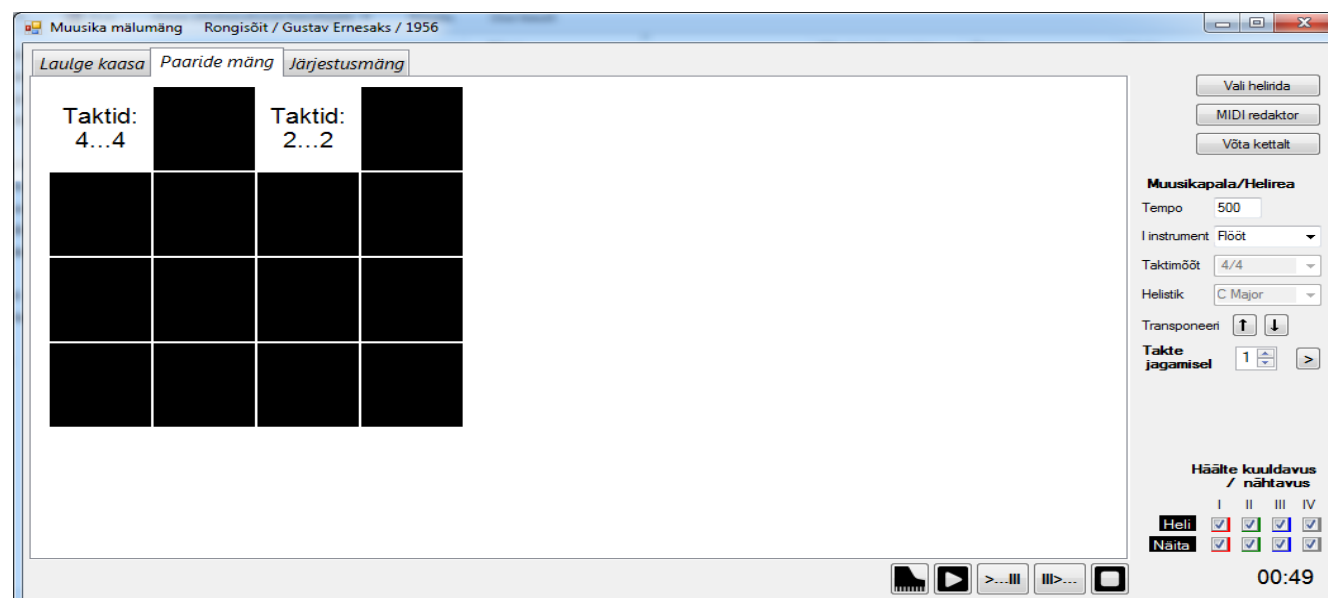 Muusika mälumäng Rongisõit / Gustav Ernesaks / 1956
Laulge kaasa Paaride mäng Järjestusmäng
Taktid:
4...4
Taktid:
2...2
Vali helirida
MIDI redaktor
Võta kettalt
Muusikapala/Helirea
Tempo 500
I instrument Flööt
Taktimõõt 4/4
Helistik C Major
Transponeeri ↑ ↓
Takte
jagamisel 1 >
Häälte kuuldavus
/ nähtavus
I II III IV
Heli
Näita
>...III III>...
00:49